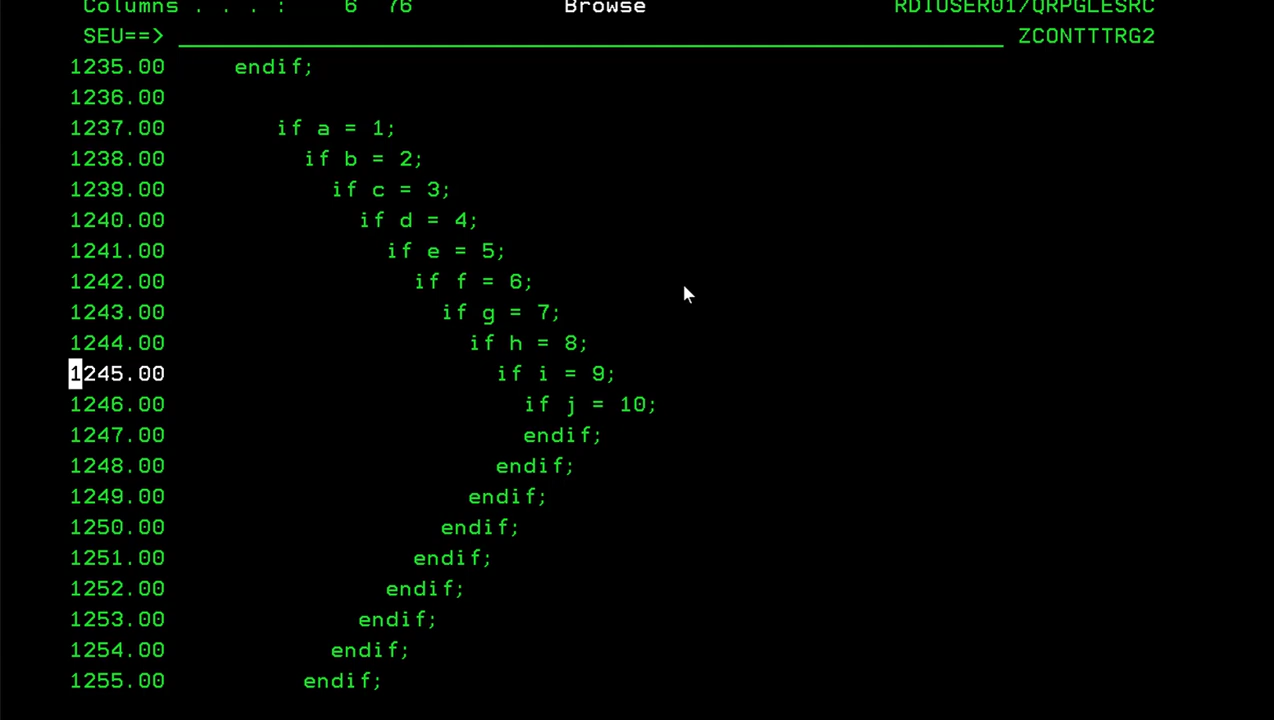 Columns . . . :    6  76            Browse                  RDIUSER01/QRPGLESRC
SEU==> ZCONTTTRG2
1235.00     endif;
1236.00
1237.00        if a = 1;
1238.00          if b = 2;
1239.00            if c = 3;
1240.00              if d = 4;
1241.00                if e = 5;
1242.00                  if f = 6;
1243.00                    if g = 7;
1244.00                      if h = 8;
1245.00                        if i = 9;
1246.00                          if j = 10;
1247.00                          endif;
1248.00                        endif;
1249.00                      endif;
1250.00                    endif;
1251.00                  endif;
1252.00                endif;
1253.00              endif;
1254.00            endif;
1255.00          endif;